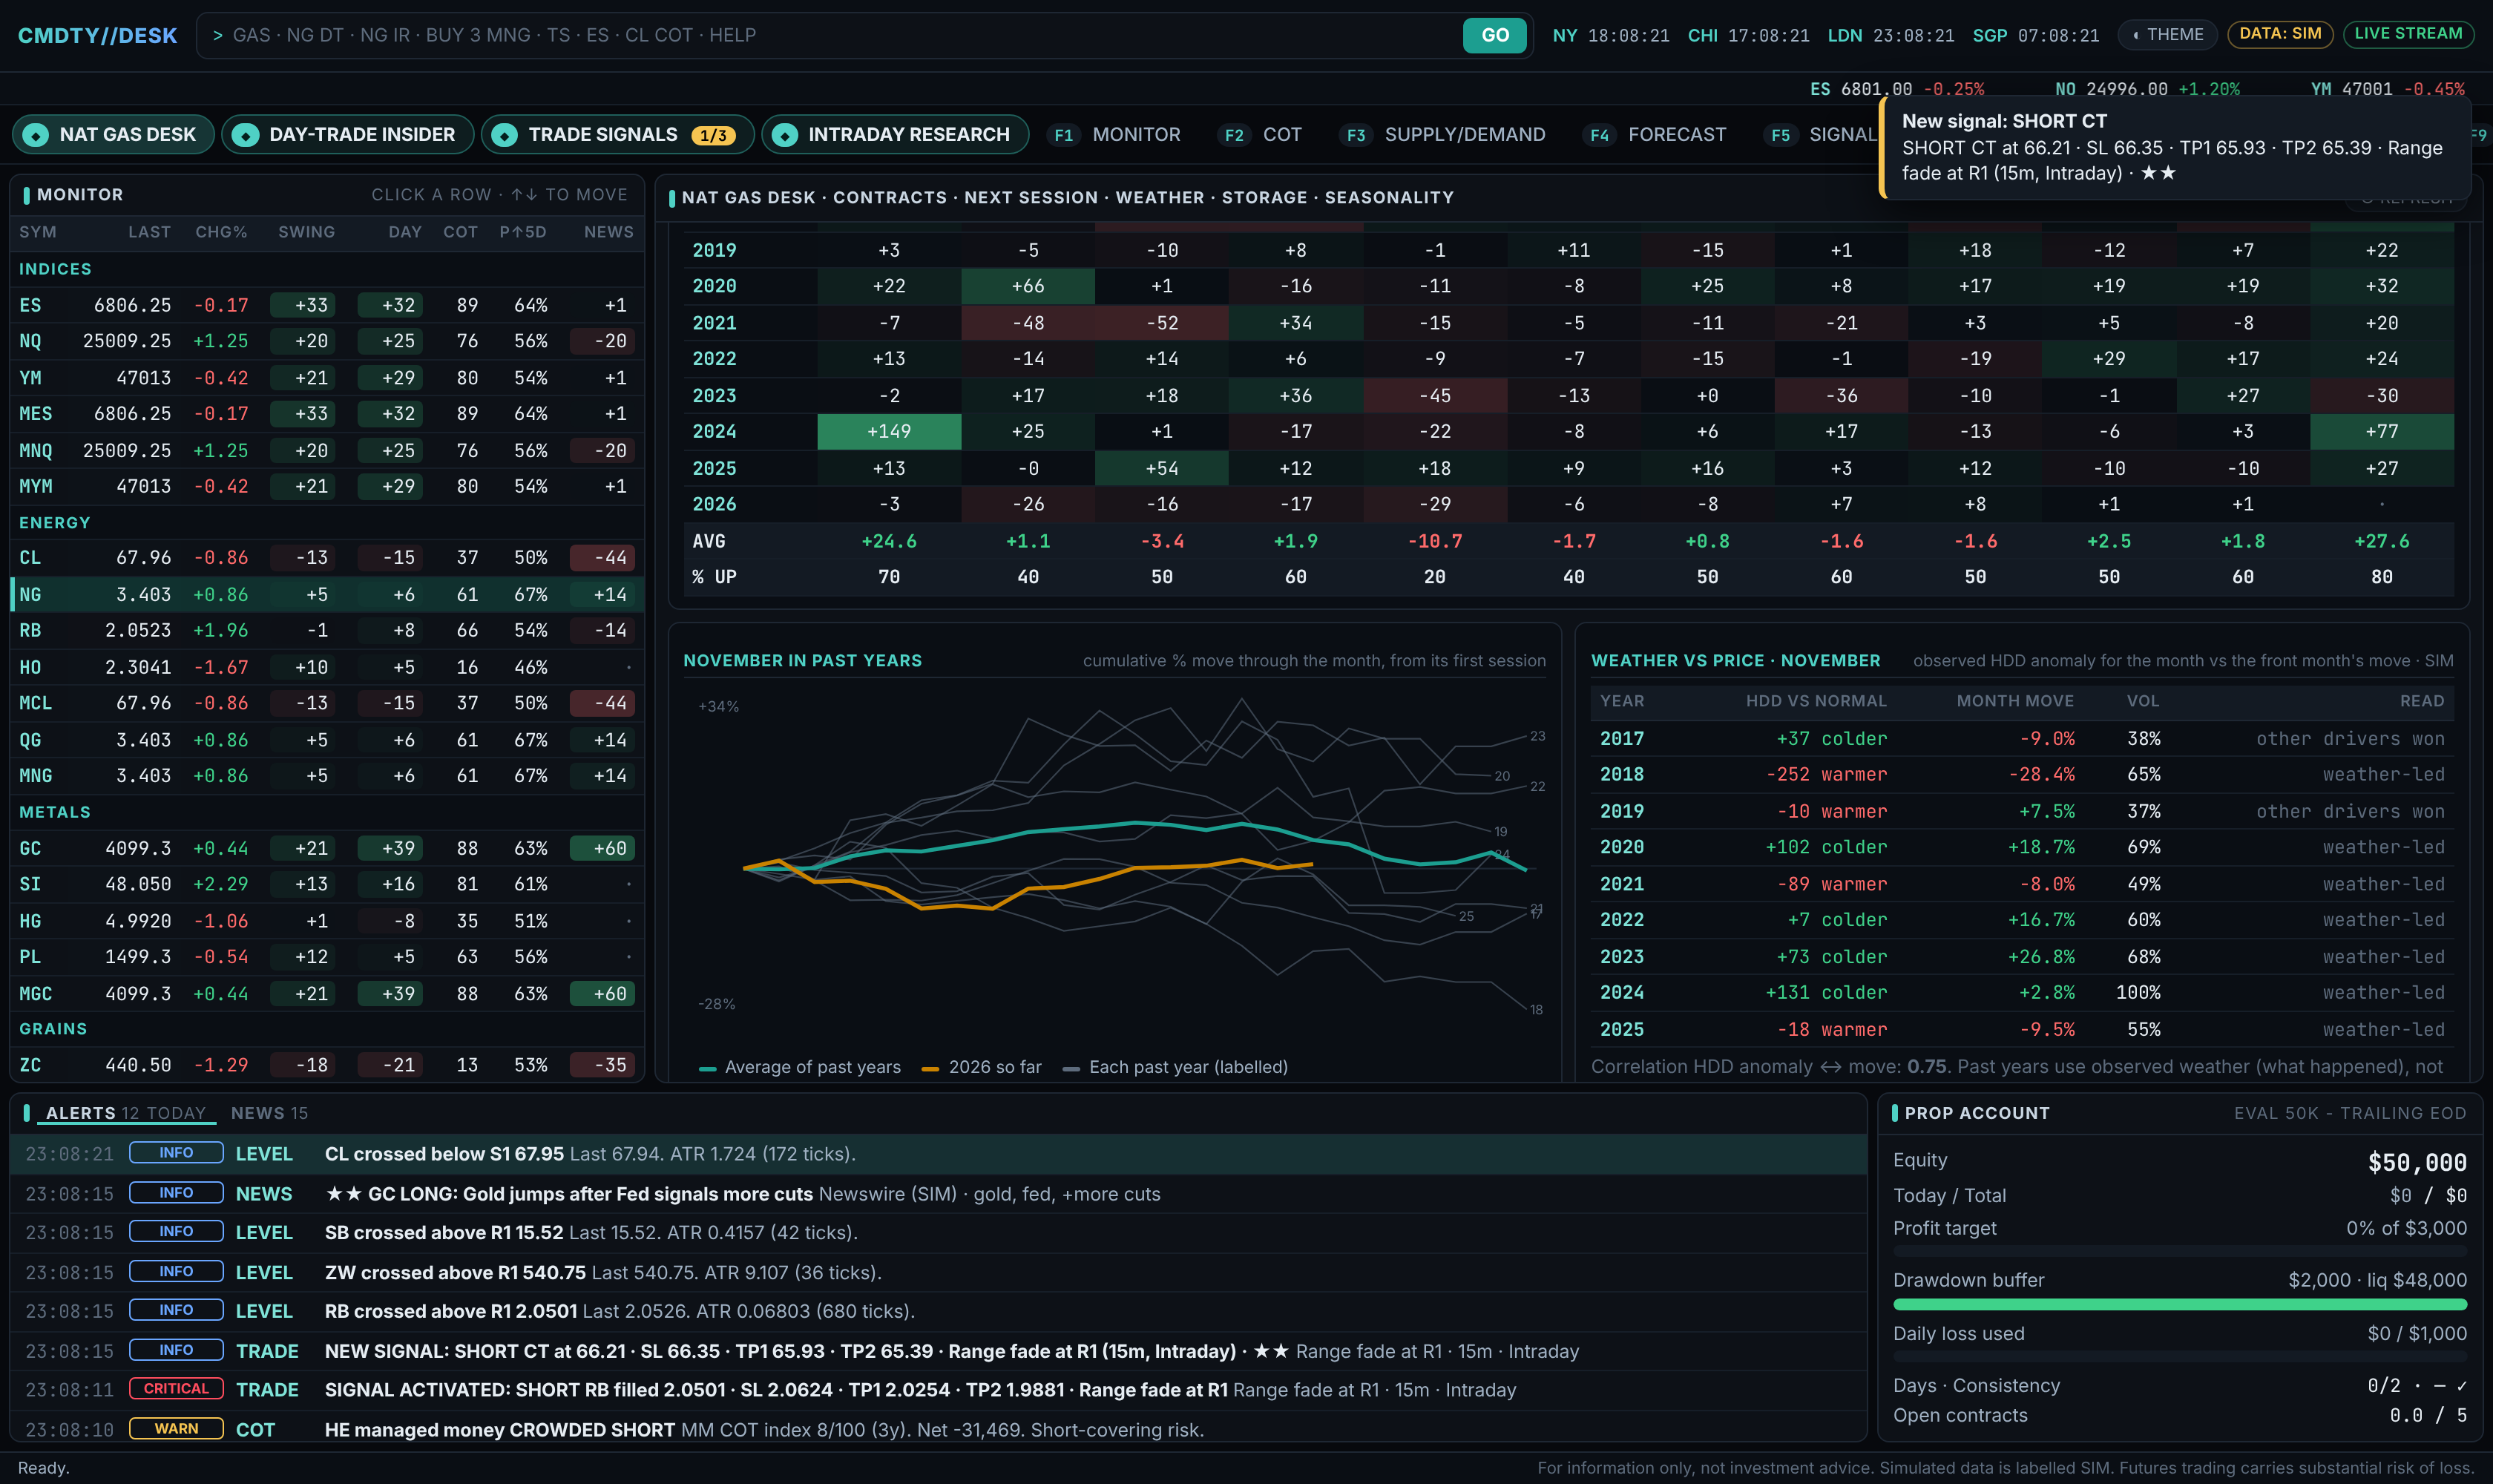 CMDTY//DESK
> GAS · NG DT · NG IR · BUY 3 MNG · TS · ES · CL COT · HELP
GO
NY 18:08:21 CHI 17:08:21 LDN 23:08:21 SGP 07:08:21
THEME
DATA: SIM
LIVE STREAM
ES 6801.00 -0.25% NQ 24996.00 +1.20% YM 47001 -0.45%
NAT GAS DESK
DAY-TRADE INSIDER
TRADE SIGNALS 1/3
INTRADAY RESEARCH
F1 MONITOR F2 COT F3 SUPPLY/DEMAND F4 FORECAST F5 SIGNAL F9
New signal: SHORT CT
SHORT CT at 66.21 · SL 66.35 · TP1 65.93 · TP2 65.39 · Range
fade at R1 (15m, Intraday) · ★★
MONITOR CLICK A ROW · ↑↓ TO MOVE
SYM LAST CHG% SWING DAY COT P↑5D NEWS
INDICES
ES 6806.25 -0.17 +33 +32 89 64% +1
NQ 25009.25 +1.25 +20 +25 76 56% -20
YM 47013 -0.42 +21 +29 80 54% +1
MES 6806.25 -0.17 +33 +32 89 64% +1
MNQ 25009.25 +1.25 +20 +25 76 56% -20
MYM 47013 -0.42 +21 +29 80 54% +1
ENERGY
CL 67.96 -0.86 -13 -15 37 50% -44
NG 3.403 +0.86 +5 +6 61 67% +14
RB 2.0523 +1.96 -1 +8 66 54% -14
HO 2.3041 -1.67 +10 +5 16 46% ·
MCL 67.96 -0.86 -13 -15 37 50% -44
QG 3.403 +0.86 +5 +6 61 67% +14
MNG 3.403 +0.86 +5 +6 61 67% +14
METALS
GC 4099.3 +0.44 +21 +39 88 63% +60
SI 48.050 +2.29 +13 +16 81 61% ·
HG 4.9920 -1.06 +1 -8 35 51% ·
PL 1499.3 -0.54 +12 +5 63 56% ·
MGC 4099.3 +0.44 +21 +39 88 63% +60
GRAINS
ZC 440.50 -1.29 -18 -21 13 53% -35
NAT GAS DESK · CONTRACTS · NEXT SESSION · WEATHER · STORAGE · SEASONALITY
2019 +3 -5 -10 +8 -1 +11 -15 +1 +18 -12 +7 +22
2020 +22 +66 +1 -16 -11 -8 +25 +8 +17 +19 +19 +32
2021 -7 -48 -52 +34 -15 -5 -11 -21 +3 +5 -8 +20
2022 +13 -14 +14 +6 -9 -7 -15 -1 -19 +29 +17 +24
2023 -2 +17 +18 +36 -45 -13 +0 -36 -10 -1 +27 -30
2024 +149 +25 +1 -17 -22 -8 +6 +17 -13 -6 +3 +77
2025 +13 -0 +54 +12 +18 +9 +16 +3 +12 -10 -10 +27
2026 -3 -26 -16 -17 -29 -6 -8 +7 +8 +1 +1 ·
AVG +24.6 +1.1 -3.4 +1.9 -10.7 -1.7 +0.8 -1.6 -1.6 +2.5 +1.8 +27.6
% UP 70 40 50 60 20 40 50 60 50 50 60 80
NOVEMBER IN PAST YEARS cumulative % move through the month, from its first session
+34%
23
20
22
19
24
25
21
17
-28%
18
Average of past years 2026 so far Each past year (labelled)
WEATHER VS PRICE · NOVEMBER observed HDD anomaly for the month vs the front month's move · SIM
YEAR HDD VS NORMAL MONTH MOVE VOL READ
2017 +37 colder -9.0% 38% other drivers won
2018 -252 warmer -28.4% 65% weather-led
2019 -10 warmer +7.5% 37% other drivers won
2020 +102 colder +18.7% 69% weather-led
2021 -89 warmer -8.0% 49% weather-led
2022 +7 colder +16.7% 60% weather-led
2023 +73 colder +26.8% 68% weather-led
2024 +131 colder +2.8% 100% weather-led
2025 -18 warmer -9.5% 55% weather-led
Correlation HDD anomaly ↔ move: 0.75. Past years use observed weather (what happened), not
ALERTS 12 TODAY NEWS 15
23:08:21 INFO LEVEL CL crossed below S1 67.95 Last 67.94. ATR 1.724 (172 ticks).
23:08:15 INFO NEWS ★★ GC LONG: Gold jumps after Fed signals more cuts Newswire (SIM) · gold, fed, +more cuts
23:08:15 INFO LEVEL SB crossed above R1 15.52 Last 15.52. ATR 0.4157 (42 ticks).
23:08:15 INFO LEVEL ZW crossed above R1 540.75 Last 540.75. ATR 9.107 (36 ticks).
23:08:15 INFO LEVEL RB crossed above R1 2.0501 Last 2.0526. ATR 0.06803 (680 ticks).
23:08:15 INFO TRADE NEW SIGNAL: SHORT CT at 66.21 · SL 66.35 · TP1 65.93 · TP2 65.39 · Range fade at R1 (15m, Intraday) · ★★ Range fade at R1 · 15m · Intraday
23:08:11 CRITICAL TRADE SIGNAL ACTIVATED: SHORT RB filled 2.0501 · SL 2.0624 · TP1 2.0254 · TP2 1.9881 · Range fade at R1 Range fade at R1 · 15m · Intraday
23:08:10 WARN COT HE managed money CROWDED SHORT MM COT index 8/100 (3y). Net -31,469. Short-covering risk.
PROP ACCOUNT EVAL 50K - TRAILING EOD
Equity $50,000
Today / Total $0 / $0
Profit target 0% of $3,000
Drawdown buffer $2,000 · liq $48,000
Daily loss used $0 / $1,000
Days · Consistency 0/2 · — ✓
Open contracts 0.0 / 5
Ready.
For information only, not investment advice. Simulated data is labelled SIM. Futures trading carries substantial risk of loss.